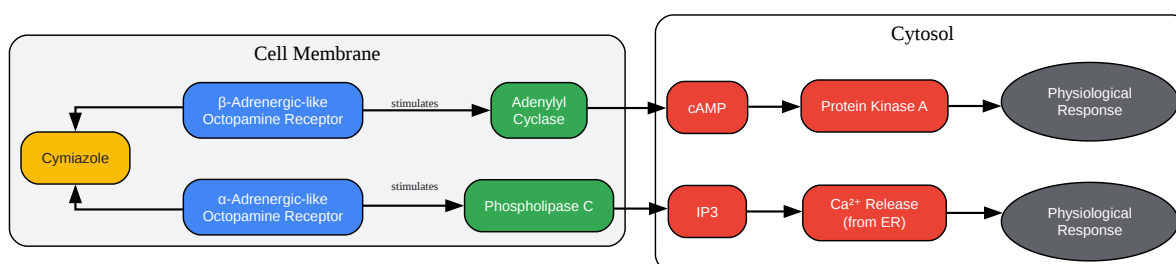 Cell Membrane
Cytosol
β-Adrenergic-like
Octopamine Receptor
stimulates
Adenylyl
Cyclase
cAMP
Protein Kinase A
Physiological
Response
Cymiazole
α-Adrenergic-like
Octopamine Receptor
stimulates
Phospholipase C
IP3
Ca²⁺ Release
(from ER)
Physiological
Response